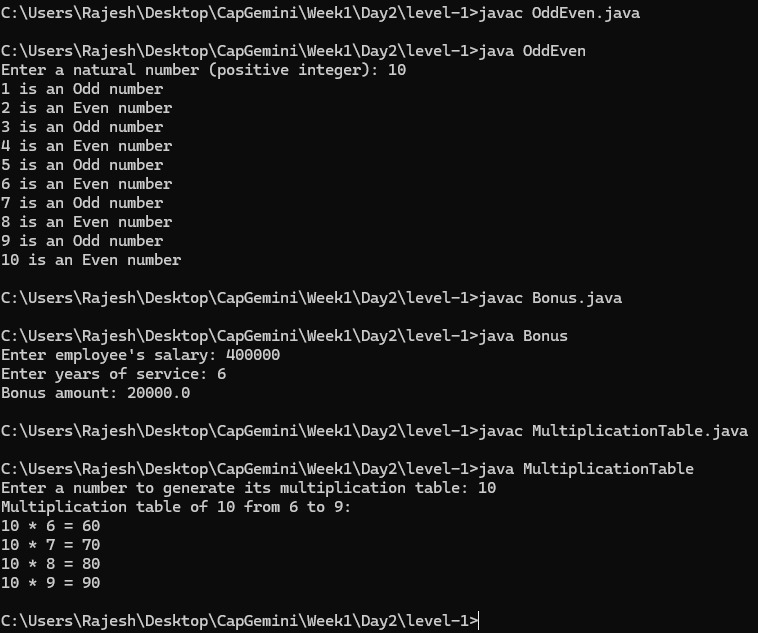 C:\Users\Rajesh\Desktop\CapGemini\Week1\Day2\level-1>javac OddEven.java
C:\Users\Rajesh\Desktop\CapGemini\Week1\Day2\level-1>java OddEven
Enter a natural number (positive integer): 10
1 is an Odd number
2 is an Even number
3 is an Odd number
4 is an Even number
5 is an Odd number
6 is an Even number
7 is an Odd number
8 is an Even number
9 is an Odd number
10 is an Even number
C:\Users\Rajesh\Desktop\CapGemini\Week1\Day2\level-1>javac Bonus.java
C:\Users\Rajesh\Desktop\CapGemini\Week1\Day2\level-1>java Bonus
Enter employee's salary: 400000
Enter years of service: 6
Bonus amount: 20000.0
C:\Users\Rajesh\Desktop\CapGemini\Week1\Day2\level-1>javac MultiplicationTable.java
C:\Users\Rajesh\Desktop\CapGemini\Week1\Day2\level-1>java MultiplicationTable
Enter a number to generate its multiplication table: 10
Multiplication table of 10 from 6 to 9:
10 * 6 = 60
10 * 7 = 70
10 * 8 = 80
10 * 9 = 90
C:\Users\Rajesh\Desktop\CapGemini\Week1\Day2\level-1>